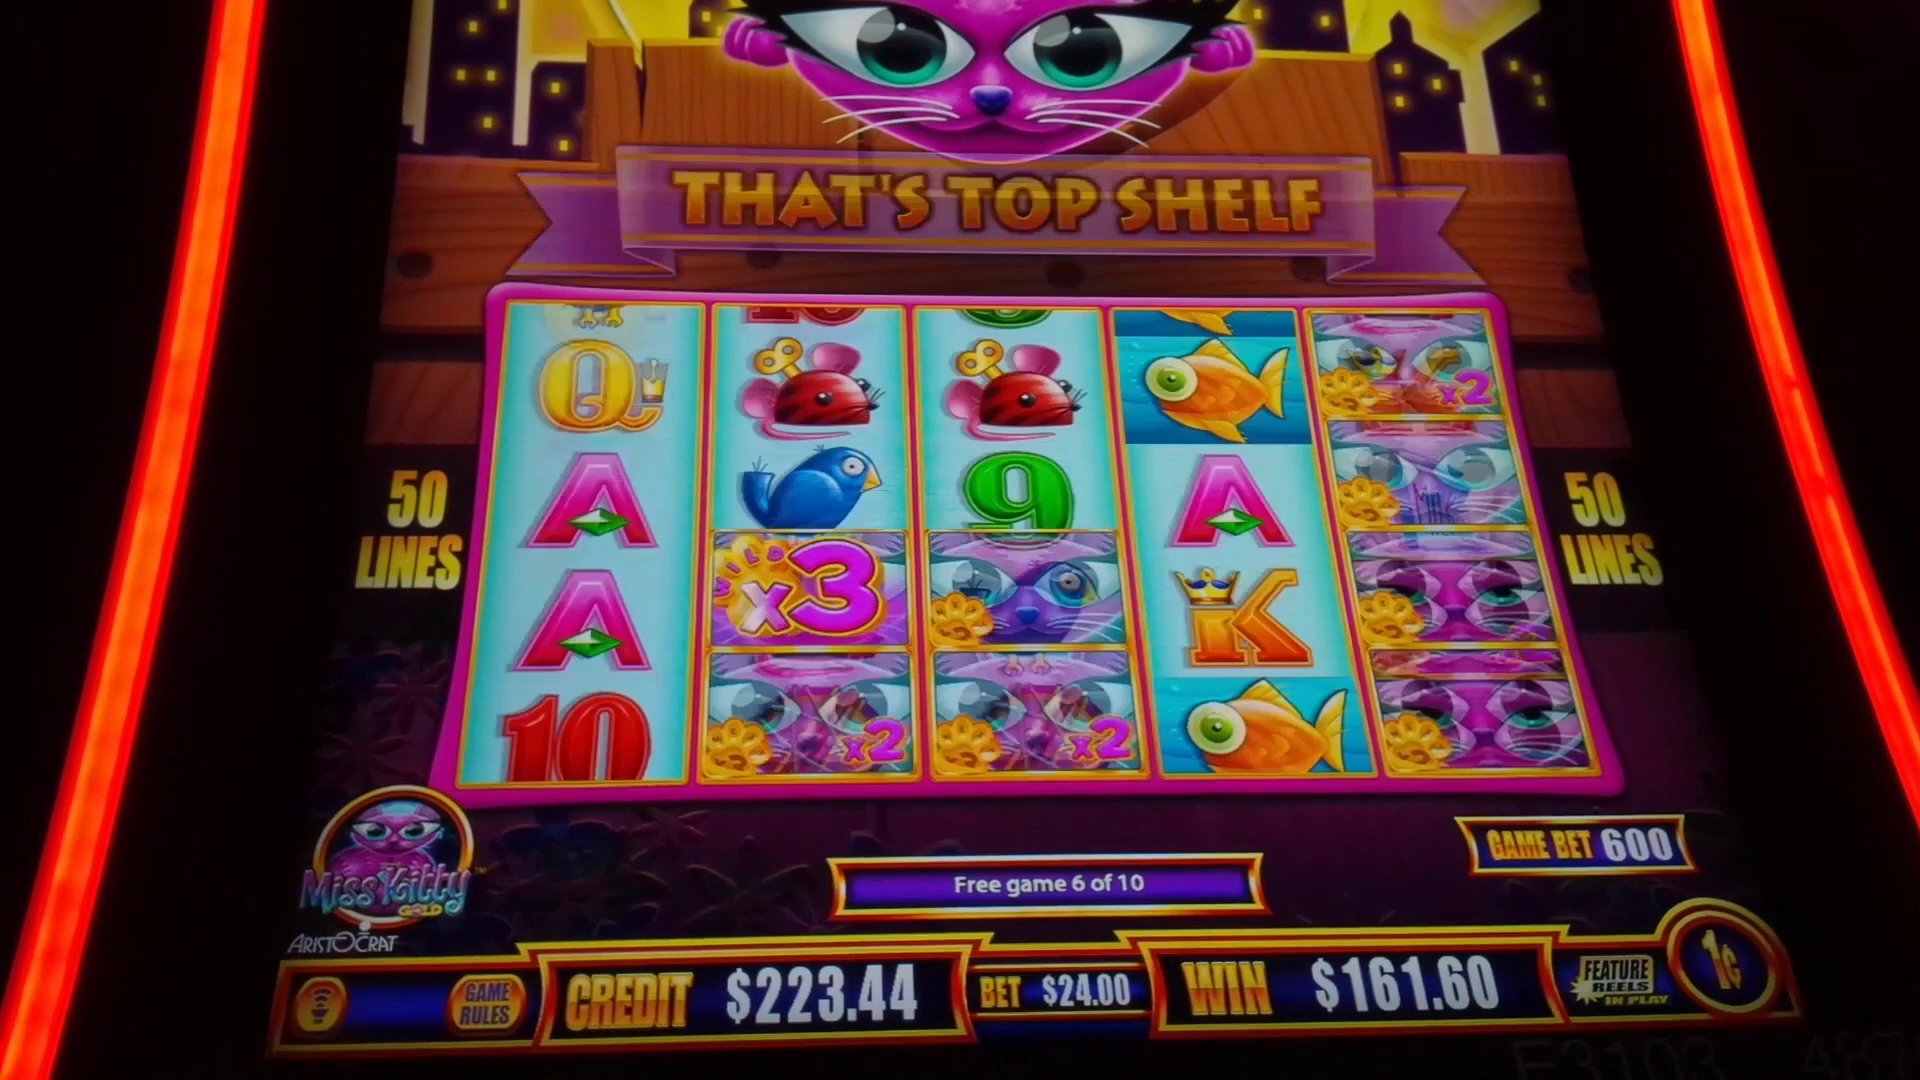 THAT'S TOP SHELF
10
Q
x2
A
9
A
50
LINES
50
LINES
WILD
x3
A
K
10
x2
x2
Miss Kitty
GOLD
ARISTOCRAT
GAME BET 600
Free game 6 of 10
GAME
RULES
CREDIT $223.44
BET $24.00
WIN $161.60
FEATURE
REELS
IN PLAY
1¢